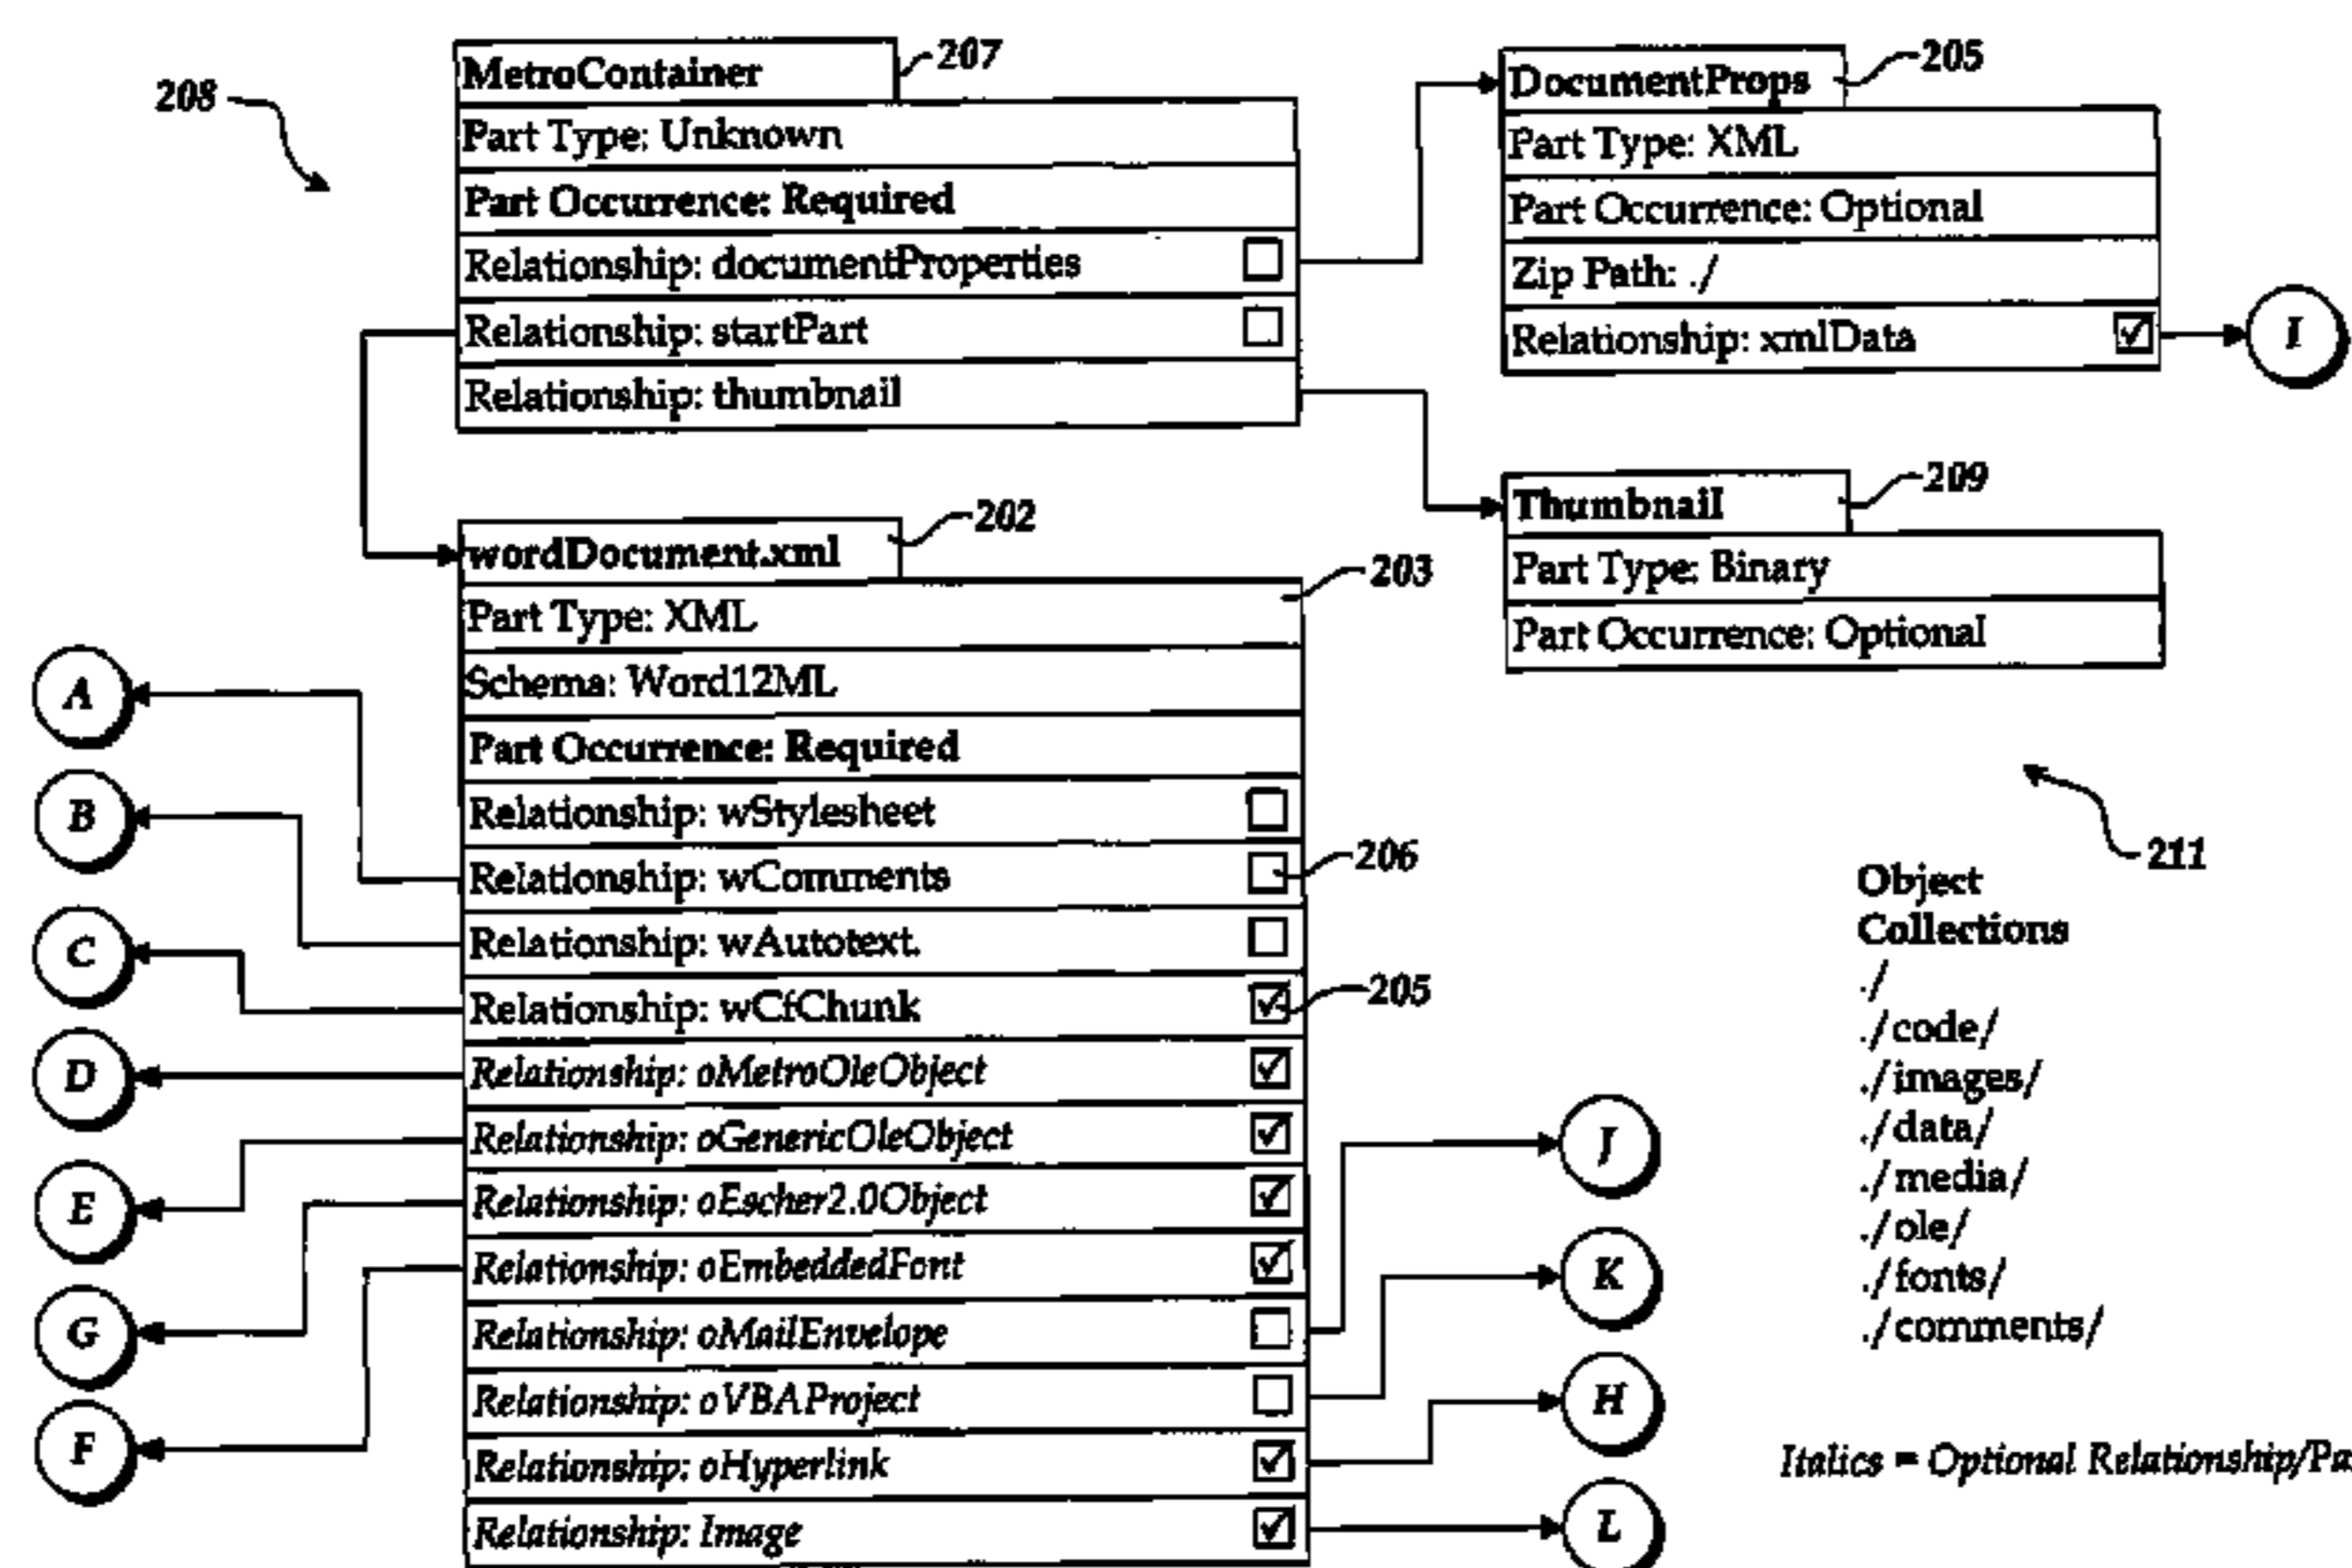 208
MetroContainer
207
Part Type: Unknown
Part Occurrence: Required
Relationship: documentProperties
Relationship: startPart
Relationship: thumbnail
DocumentProps
205
Part Type: XML
Part Occurrence: Optional
Zip Path: ./
Relationship: xmlData
I
Thumbnail
209
Part Type: Binary
Part Occurrence: Optional
wordDocument.xml
202
203
Part Type: XML
Schema: Word12ML
Part Occurrence: Required
Relationship: wStylesheet
Relationship: wComments
206
Relationship: wAutotext.
Relationship: wCfChunk
205
Relationship: oMetroOleObject
Relationship: oGenericOleObject
Relationship: oEscher2.0Object
Relationship: oEmbeddedFont
Relationship: oMailEnvelope
Relationship: oVBAProject
Relationship: oHyperlink
Relationship: Image
A
B
C
D
E
G
F
J
K
H
L
211
Object
Collections
./
./code/
./images/
./data/
./media/
./ole/
./fonts/
./comments/
Italics = Optional Relationship/Pa